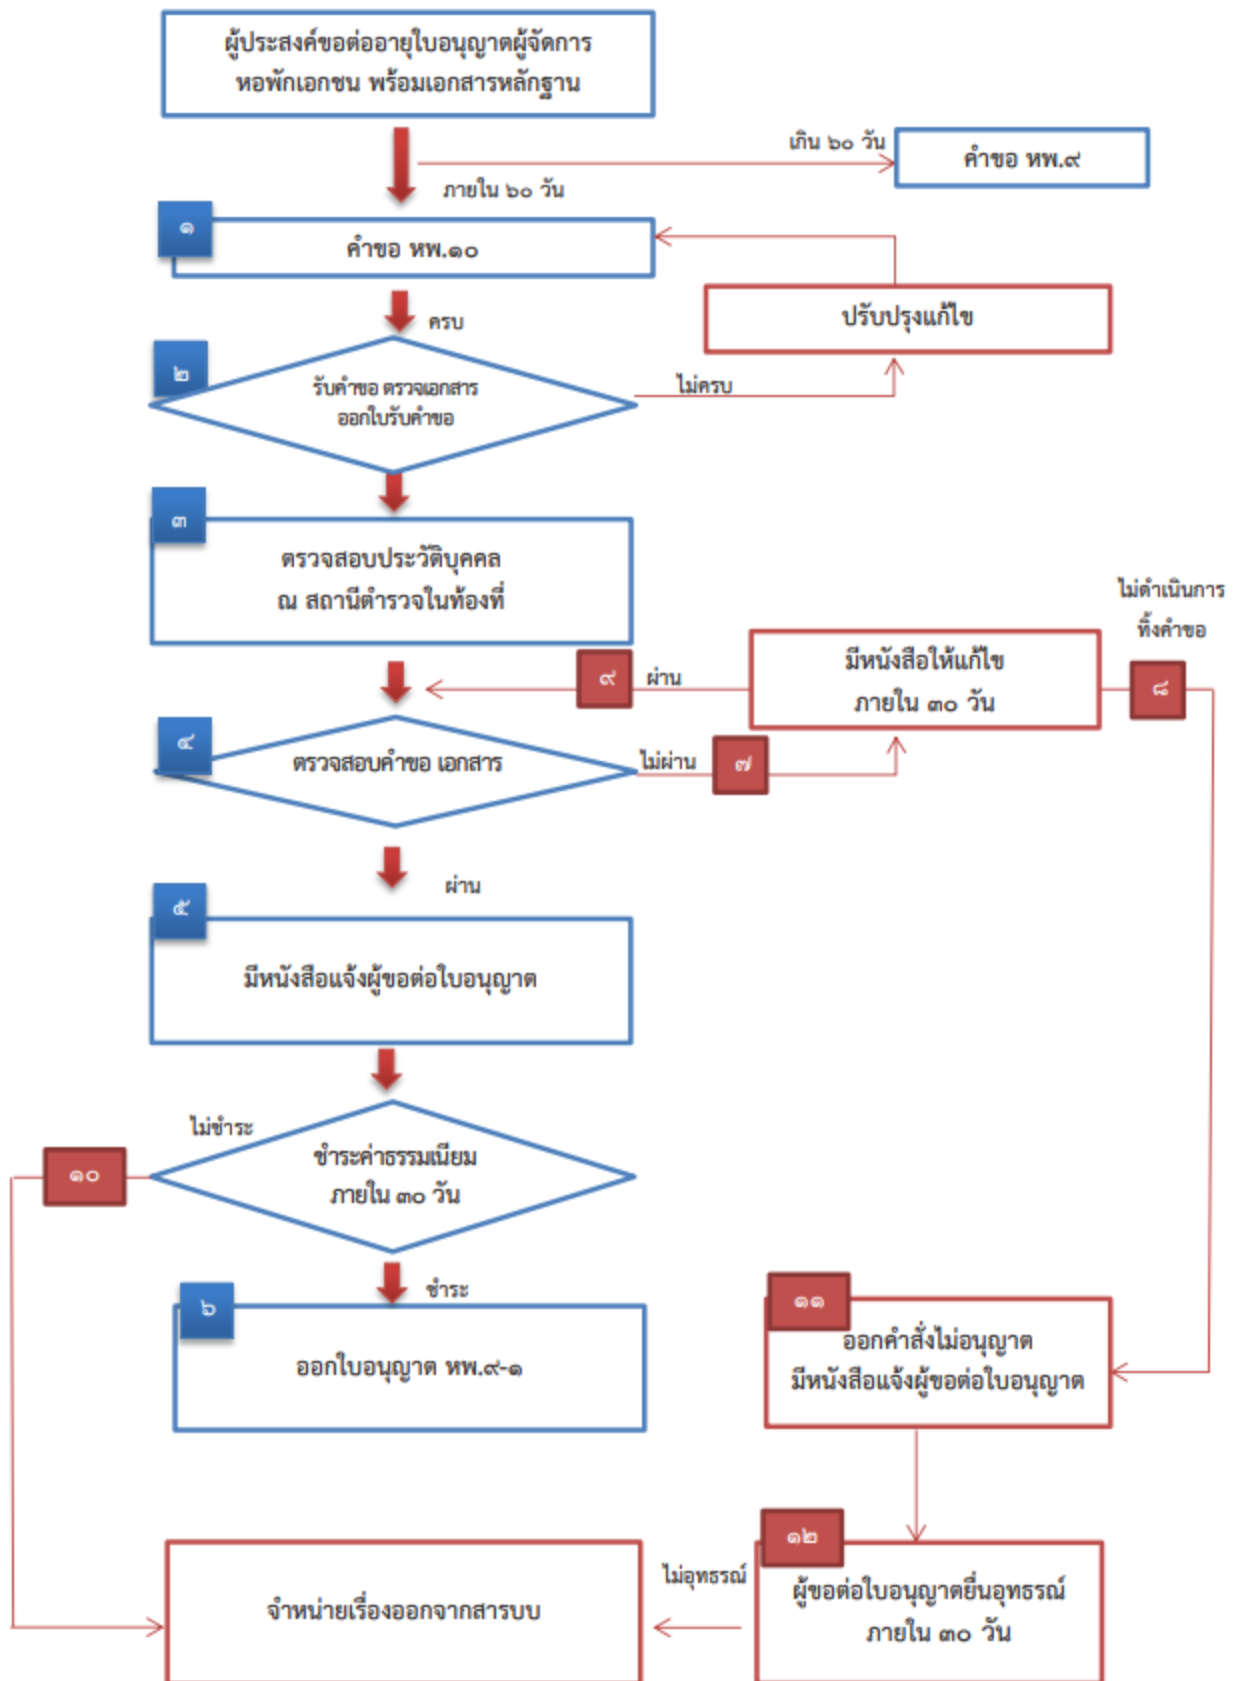 ผู้ประสงค์ขอต่ออายุใบอนุญาตผู้จัดการ
หอพักเอกชน พร้อมเอกสารหลักฐาน
เกิน ๖๐ วัน
คำขอ หพ.๙
ภายใน ๖๐ วัน
๑
คำขอ หพ.๑๐
ครบ
ปรับปรุงแก้ไข
๒
รับคำขอ ตรวจเอกสาร
ออกใบรับคำขอ
ไม่ครบ
๓
ตรวจสอบประวัติบุคคล
ณ สถานีตำรวจในท้องที่
ไม่ดำเนินการ
ทิ้งคำขอ
มีหนังสือให้แก้ไข
ภายใน ๓๐ วัน
๙
ผ่าน
๘
๔
ตรวจสอบคำขอ เอกสาร
ไม่ผ่าน
๗
ผ่าน
๕
มีหนังสือแจ้งผู้ขอต่อใบอนุญาต
ไม่ชำระ
๑๐
ชำระค่าธรรมเนียม
ภายใน ๓๐ วัน
ชำระ
๖
ออกใบอนุญาต หพ.๙-๑
๑๑
ออกคำสั่งไม่อนุญาต
มีหนังสือแจ้งผู้ขอต่อใบอนุญาต
๑๒
ผู้ขอต่อใบอนุญาตยื่นอุทธรณ์
ภายใน ๓๐ วัน
ไม่อุทธรณ์
จำหน่ายเรื่องออกจากสารบบ